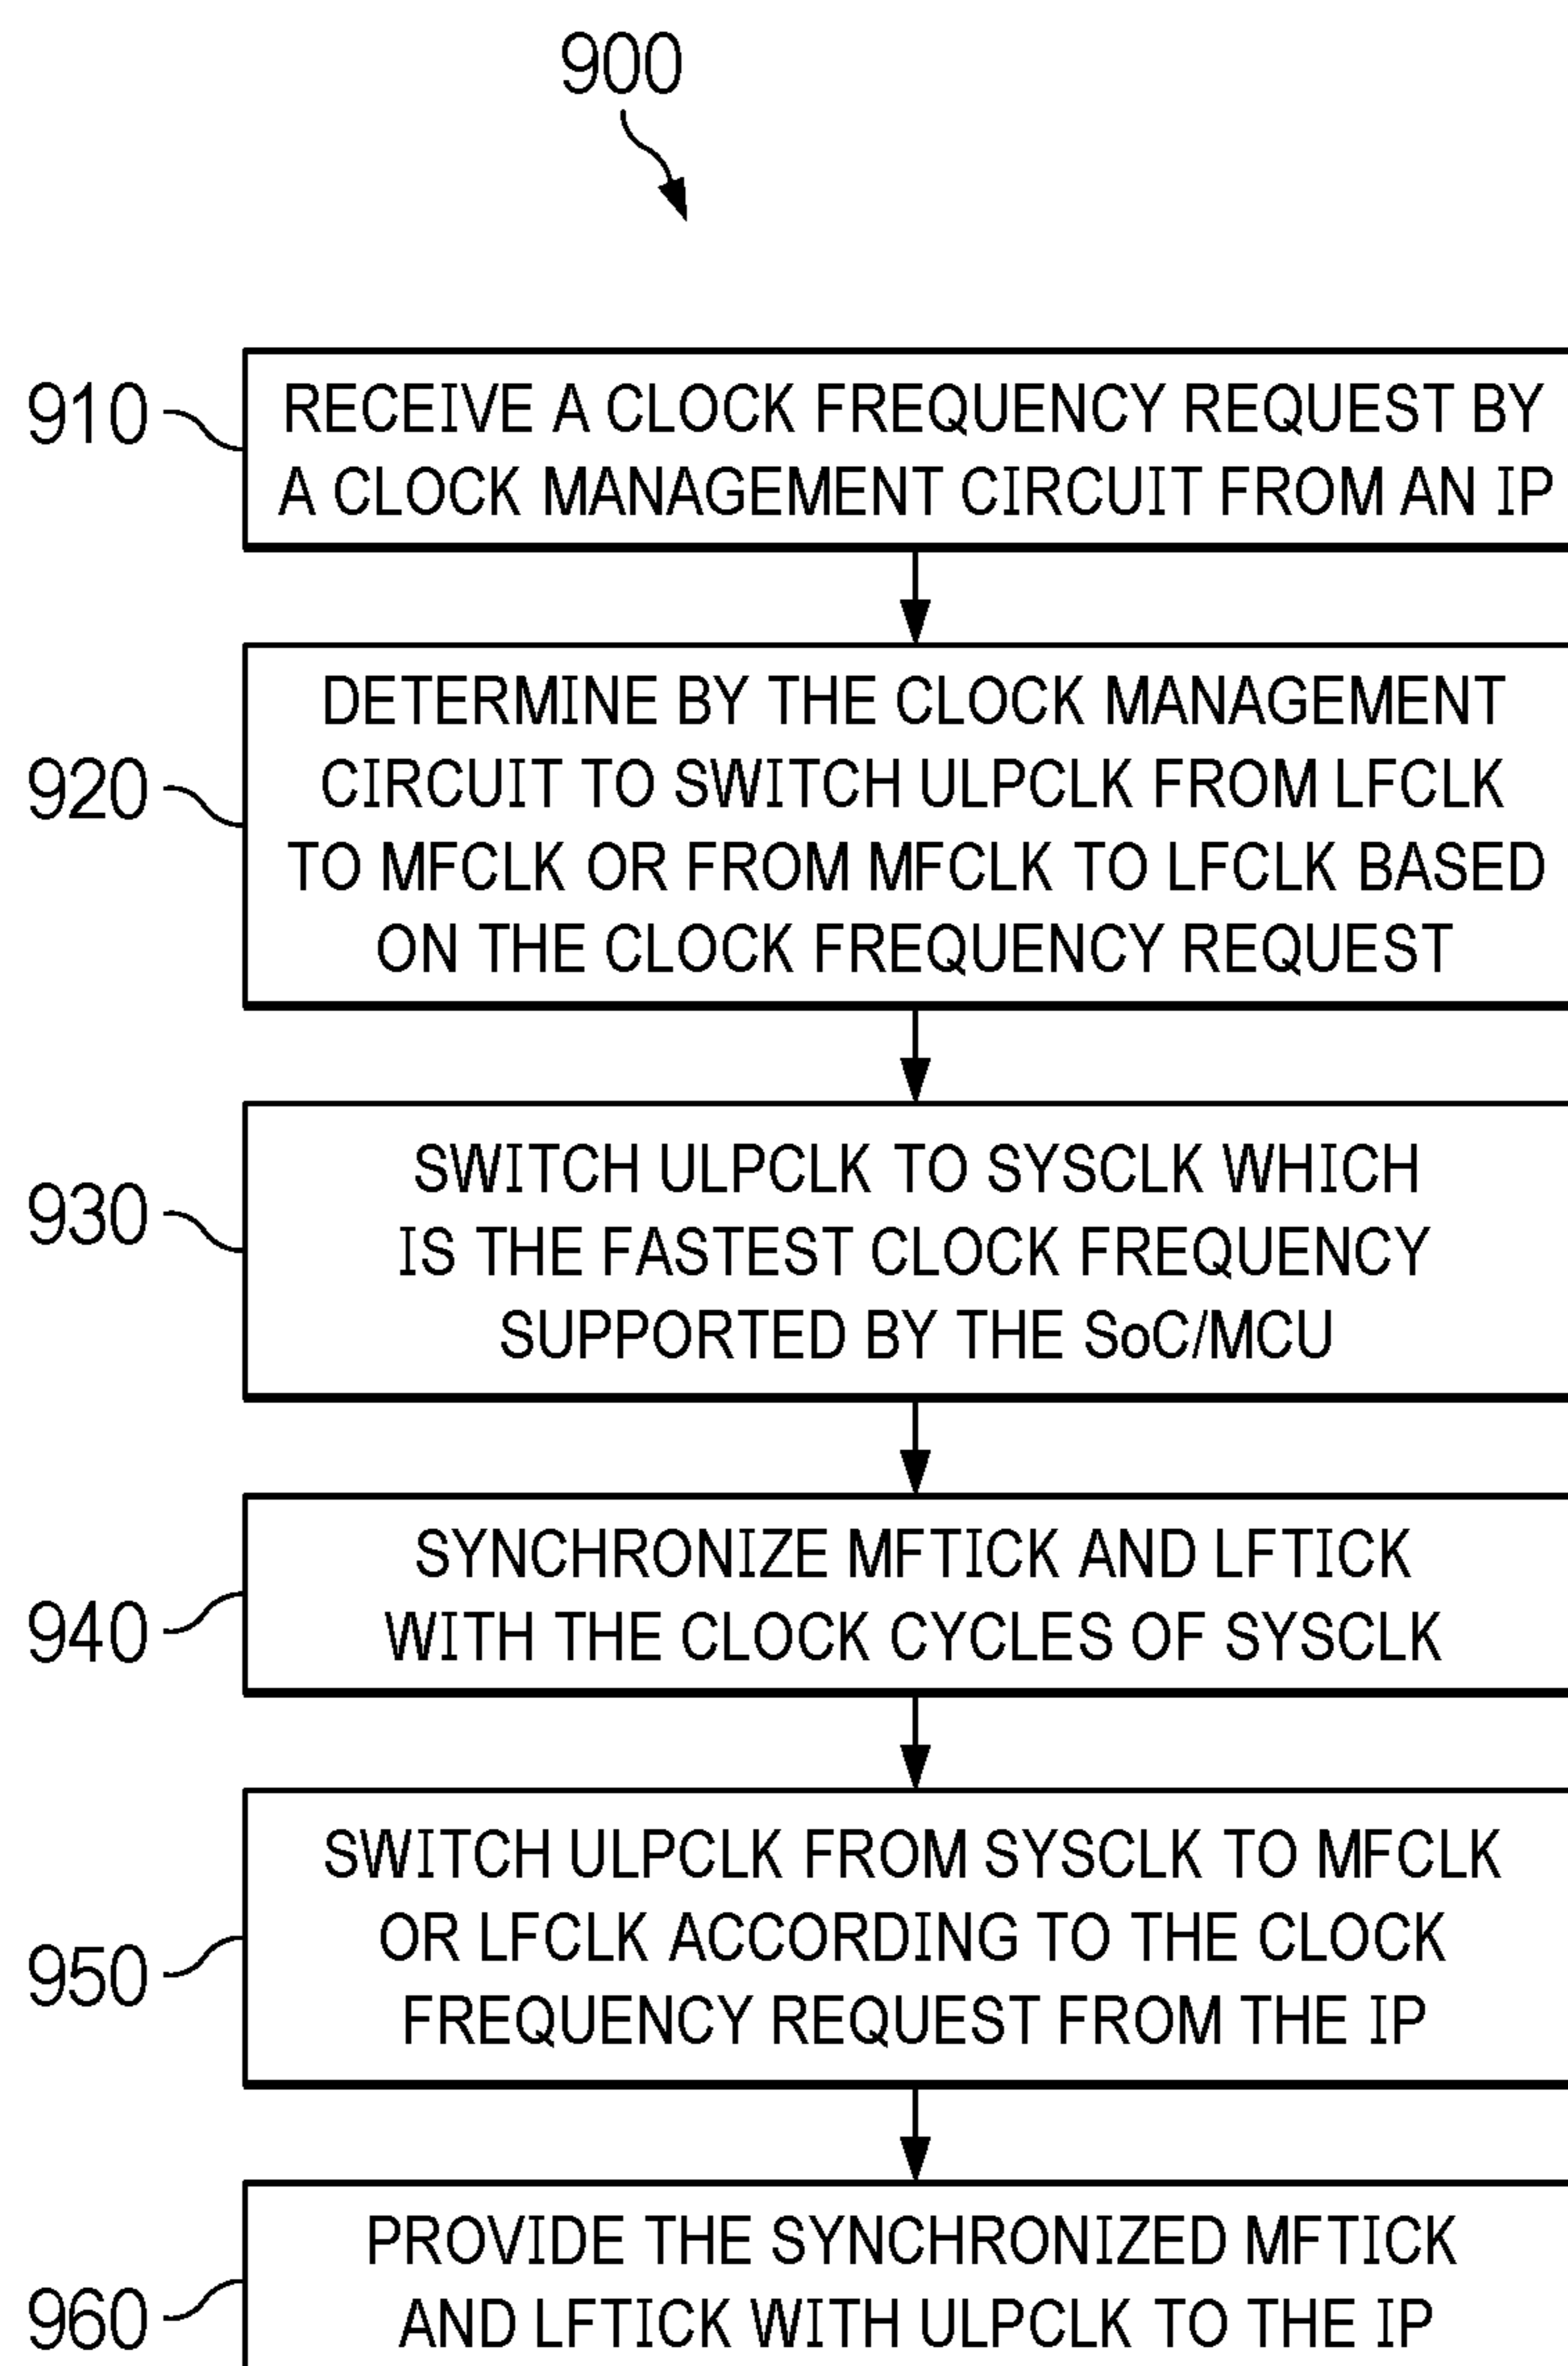 900
910
RECEIVE A CLOCK FREQUENCY REQUEST BY
A CLOCK MANAGEMENT CIRCUIT FROM AN IP
920
DETERMINE BY THE CLOCK MANAGEMENT
CIRCUIT TO SWITCH ULPCLK FROM LFCLK
TO MFCLK OR FROM MFCLK TO LFCLK BASED
ON THE CLOCK FREQUENCY REQUEST
930
SWITCH ULPCLK TO SYSCLK WHICH
IS THE FASTEST CLOCK FREQUENCY
SUPPORTED BY THE SoC/MCU
940
SYNCHRONIZE MFTICK AND LFTICK
WITH THE CLOCK CYCLES OF SYSCLK
950
SWITCH ULPCLK FROM SYSCLK TO MFCLK
OR LFCLK ACCORDING TO THE CLOCK
FREQUENCY REQUEST FROM THE IP
960
PROVIDE THE SYNCHRONIZED MFTICK
AND LFTICK WITH ULPCLK TO THE IP